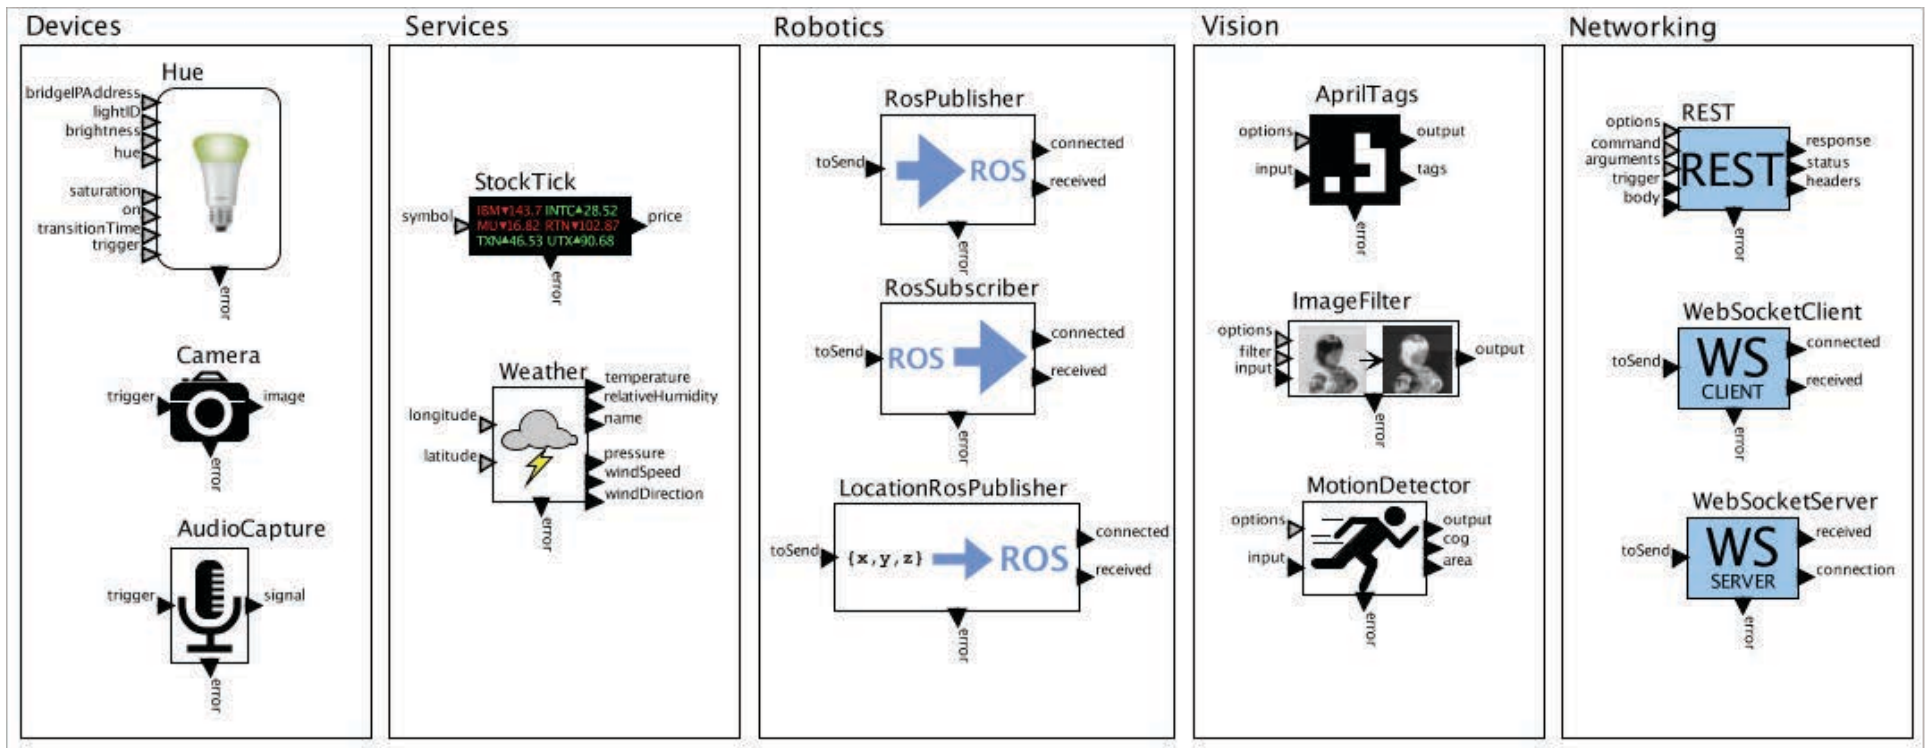 Devices
Hue
bridgeIPAddress
lightID
brightness
hue
saturation
on
transitionTime
trigger
error
Camera
trigger
image
error
AudioCapture
trigger
signal
error
Services
StockTick
symbol
IBM▼143.7 INTC▲28.52
MU▼16.82 RTN▼102.87
TXN▲46.53 UTX▲90.68
price
error
Weather
longitude
latitude
temperature
relativeHumidity
name
pressure
windSpeed
windDirection
error
Robotics
RosPublisher
toSend
ROS
connected
received
error
RosSubscriber
toSend
ROS
connected
received
error
LocationRosPublisher
toSend
{x,y,z} ROS
connected
received
error
Vision
AprilTags
options
input
output
tags
error
ImageFilter
options
filter
input
output
error
MotionDetector
options
input
output
cog
area
error
Networking
REST
options
command
arguments
trigger
body
REST
response
status
headers
error
WebSocketClient
toSend
WS
CLIENT
connected
received
error
WebSocketServer
toSend
WS
SERVER
received
connection
error